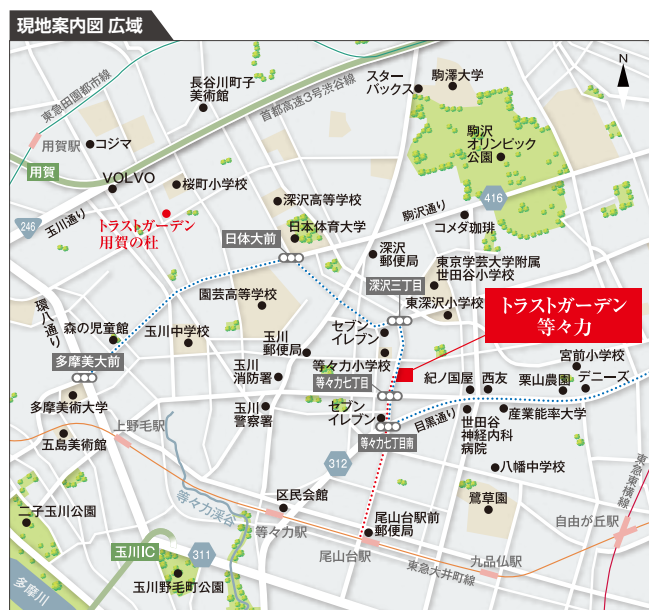 現地案内図 広域
N
スター
バックス
駒澤大学
長谷川町子
美術館
首都高速3号渋谷線
東急田園都市線
用賀駅
コジマ
用賀
VOLVO
桜町小学校
駒沢
オリンピック
公園
246
玉川通り
トラストガーデン
用賀の杜
深沢高等学校
日本体育大学
日体大前
駒沢通り
416
コメダ珈琲
深沢
郵便局
東京学芸大学附属
世田谷小学校
深沢三丁目
東深沢小学校
環八通り
園芸高等学校
トラストガーデン
等々力
森の児童館
玉川中学校
多摩美大前
玉川
郵便局
セブン
イレブン
等々力小学校
等々力七丁目
玉川
消防署
宮前小学校
紀ノ国屋
西友
栗山農園
デニーズ
多摩美術大学
玉川
警察署
セブン
イレブン
目黒通り
産業能率大学
世田谷
神経内科
病院
等々力七丁目南
五島美術館
上野毛駅
312
八幡中学校
東急東横線
二子玉川公園
等々力渓谷
区民会館
等々力駅
鷺草園
自由が丘駅
尾山台駅前
郵便局
尾山台駅
玉川IC
311
九品仏駅
東急大井町線
多摩川
玉川野毛町公園